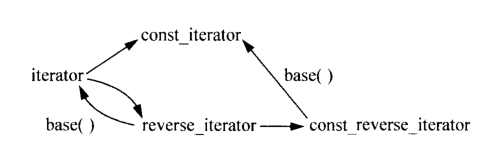 const_iterator
iterator
base( )
base( )
reverse_iterator
const_reverse_iterator